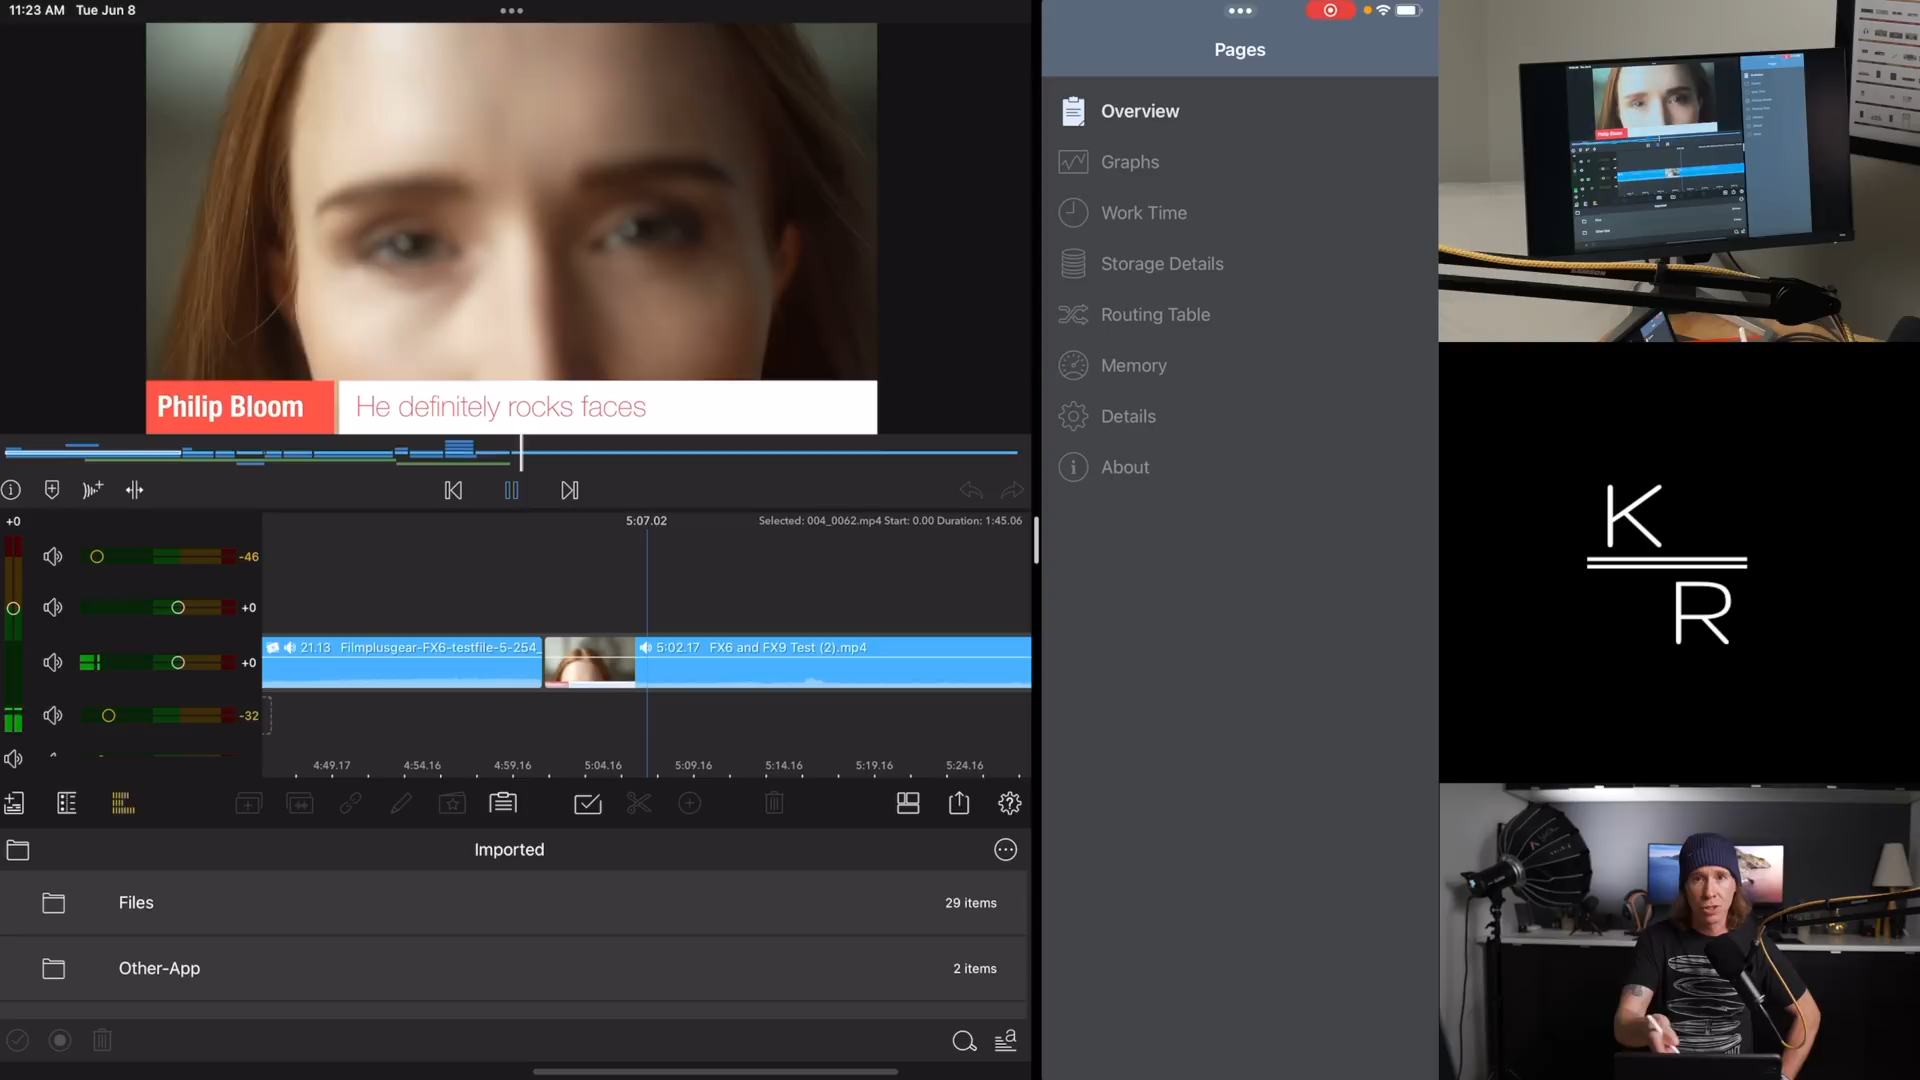 11:23 AM Tue Jun 8
Philip Bloom
He definitely rocks faces
+0
5:07.02
Selected: 004_0062.mp4 Start: 0.00 Duration: 1:45.06
-46
+0
21.13 Filmplusgear-FX6-testfile-5-254_
5:02.17 FX6 and FX9 Test (2).mp4
+0
-32
4:49.17
4:54.16
4:59.16
5:04.16
5:09.16
5:14.16
5:19.16
5:24.16
Imported
Files
29 items
Other-App
2 items
a
Pages
Overview
Graphs
Work Time
Storage Details
Routing Table
Memory
Details
About
Philip Bloom
SAMSON
K
R